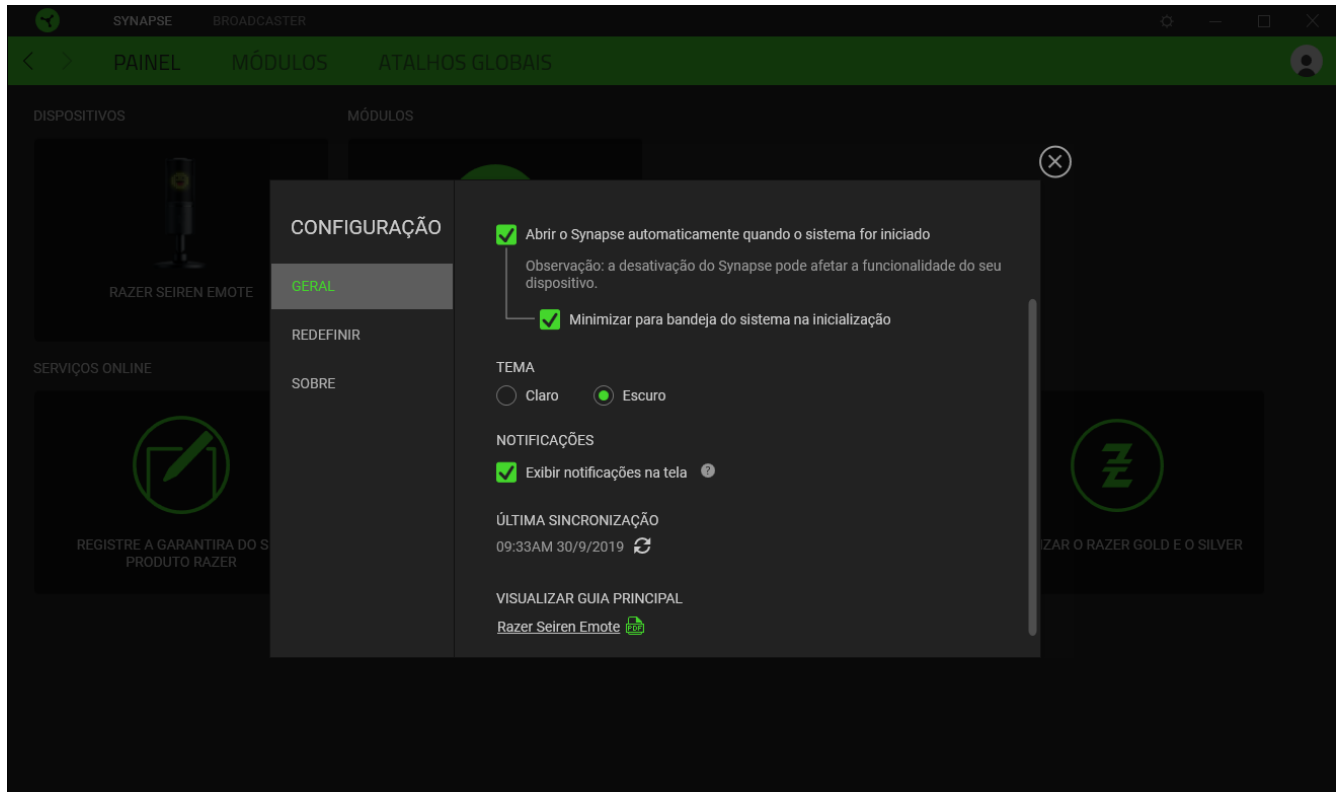 SYNAPSE BROADCASTER
PAINEL MÓDULOS ATALHOS GLOBAIS
DISPOSITIVOS MÓDULOS
RAZER SEIREN EMOTE
SERVIÇOS ONLINE
REGISTRE A GARANTIRA DO S
PRODUTO RAZER
ZAR O RAZER GOLD E O SILVER
CONFIGURAÇÃO
GERAL
REDEFINIR
SOBRE
Abrir o Synapse automaticamente quando o sistema for iniciado
Observação: a desativação do Synapse pode afetar a funcionalidade do seu
dispositivo.
Minimizar para bandeja do sistema na inicialização
TEMA
Claro Escuro
NOTIFICAÇÕES
Exibir notificações na tela ?
ÚLTIMA SINCRONIZAÇÃO
09:33AM 30/9/2019
VISUALIZAR GUIA PRINCIPAL
Razer Seiren Emote PDF